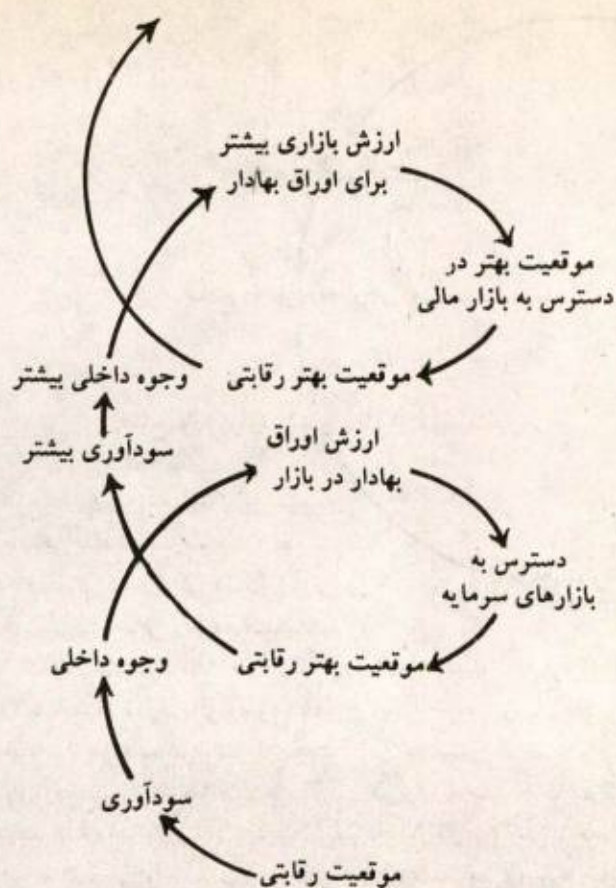 ارزش بازاری بیشتر
برای اوراق بهادار
موقعیت بهتر در
دسترس به بازار مالی
موقعیت بهتر رقابتی
وجوه داخلی بیشتر
سودآوری بیشتر
ارزش اوراق
بهادار در بازار
دسترس به
بازارهای سرمایه
موقعیت بهتر رقابتی
وجوه داخلی
سودآوری
موقعیت رقابتی